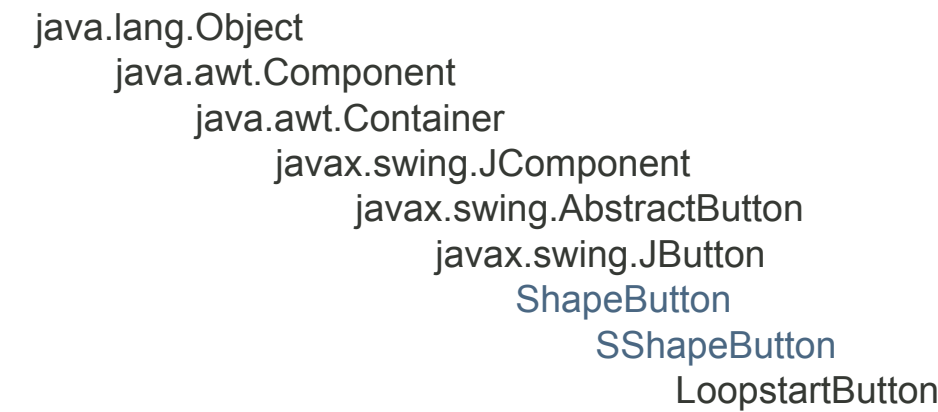 java.lang.Object
java.awt.Component
java.awt.Container
javax.swing.JComponent
javax.swing.AbstractButton
javax.swing.JButton
ShapeButton
SShapeButton
LoopstartButton